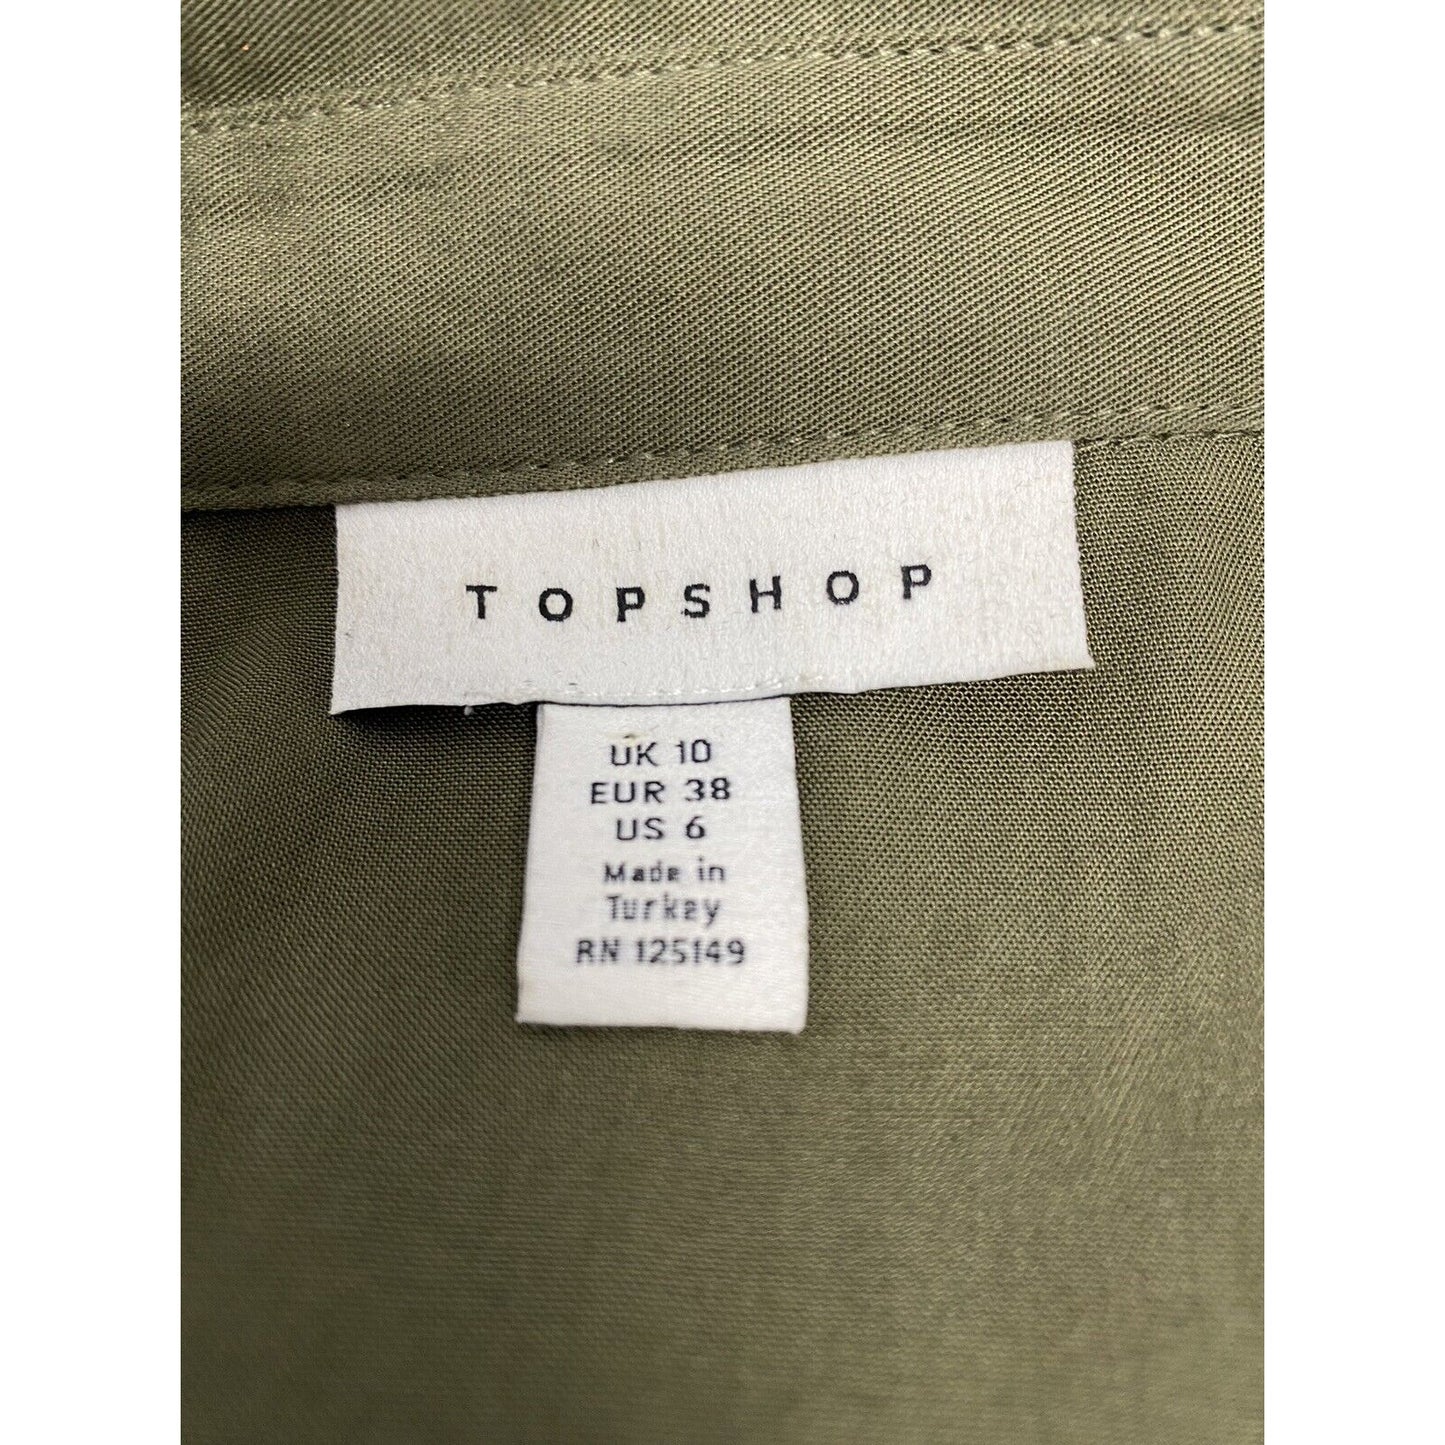 TOPSHOP
UK 10
EUR 38
US 6
Made in
Turkey
RN 125149